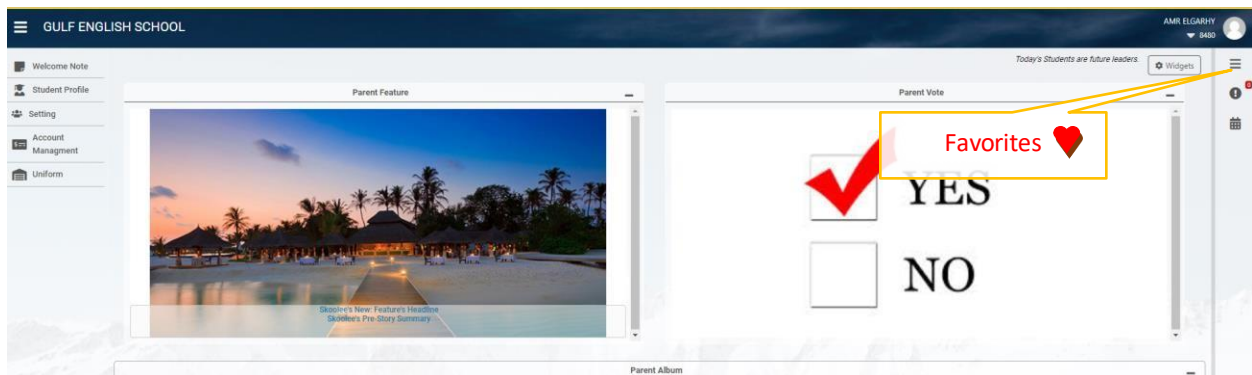 GULF ENGLISH SCHOOL
AMR ELGARHY
8480
Today's Students are future leaders.
Widgets
Welcome Note
Student Profile
Setting
Account
Managment
Uniform
Parent Feature
Skoolee's New: Feature's Headline
Skoolee's Pre-Story Summary
Parent Vote
YES
NO
Favorites
0
Parent Album